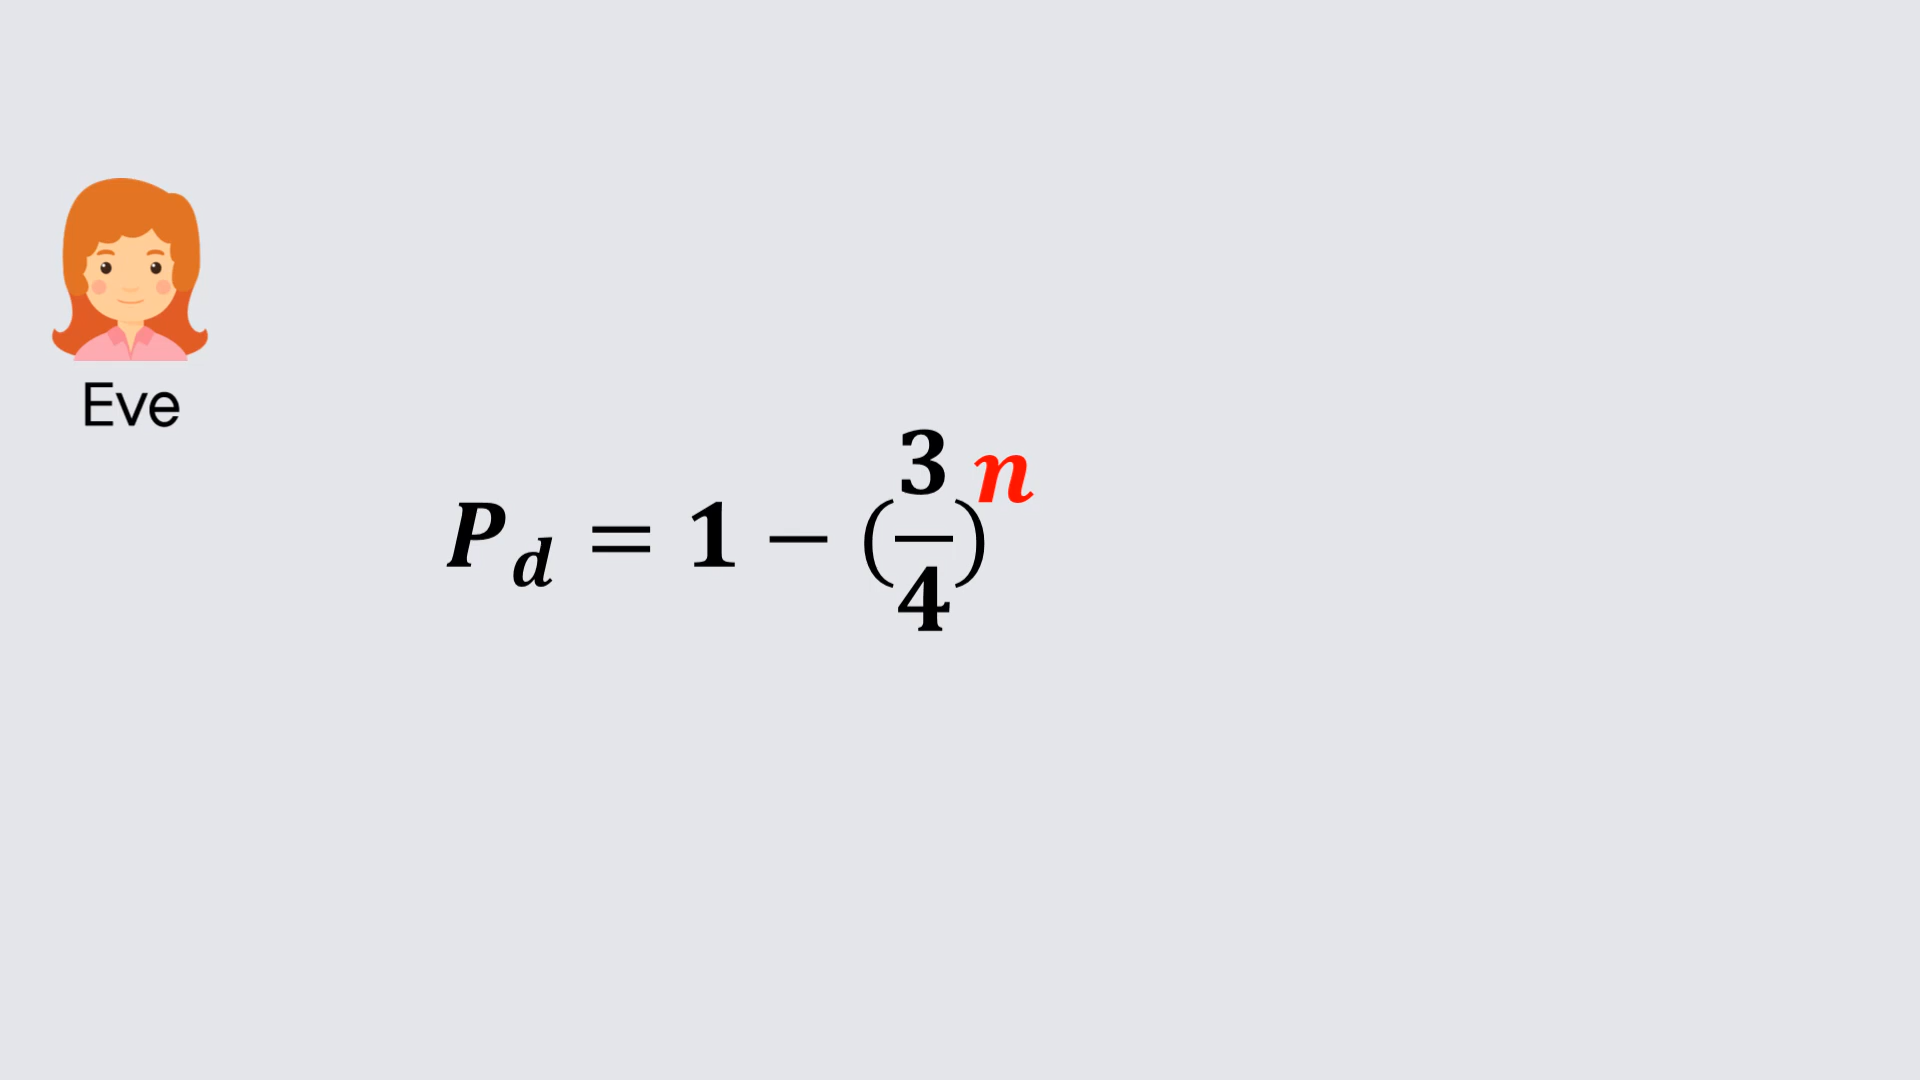 Eve
P_d = 1 − (3/4)^n